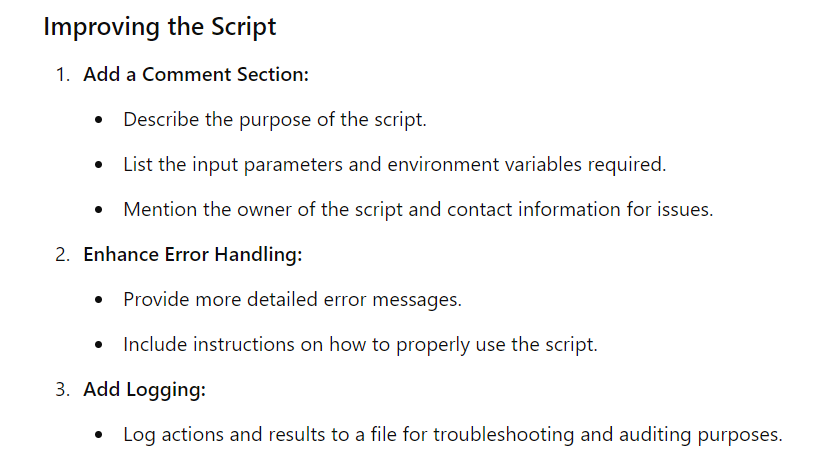 Improving the Script
1. Add a Comment Section:
• Describe the purpose of the script.
• List the input parameters and environment variables required.
• Mention the owner of the script and contact information for issues.
2. Enhance Error Handling:
• Provide more detailed error messages.
• Include instructions on how to properly use the script.
3. Add Logging:
• Log actions and results to a file for troubleshooting and auditing purposes.